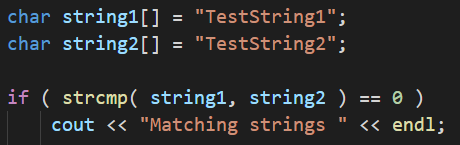 char string1[] = "TestString1";
char string2[] = "TestString2";
if ( strcmp( string1, string2 ) == 0 )
cout << "Matching strings " << endl;